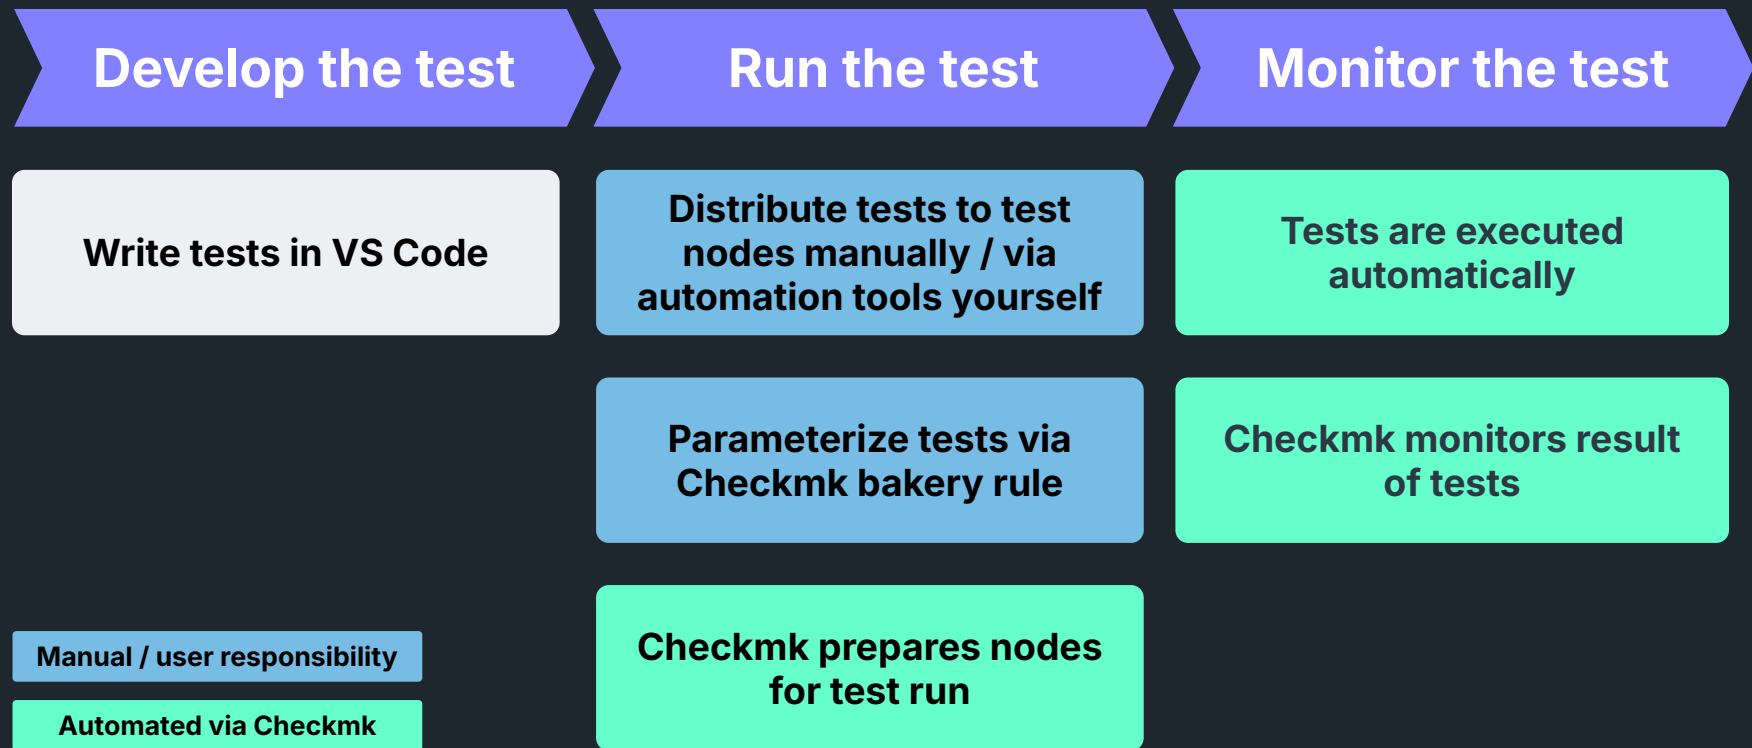 Develop the test
Run the test
Monitor the test
Write tests in VS Code
Distribute tests to test
nodes manually / via
automation tools yourself
Tests are executed
automatically
Parameterize tests via
Checkmk bakery rule
Checkmk monitors result
of tests
Checkmk prepares nodes
for test run
Manual / user responsibility
Automated via Checkmk